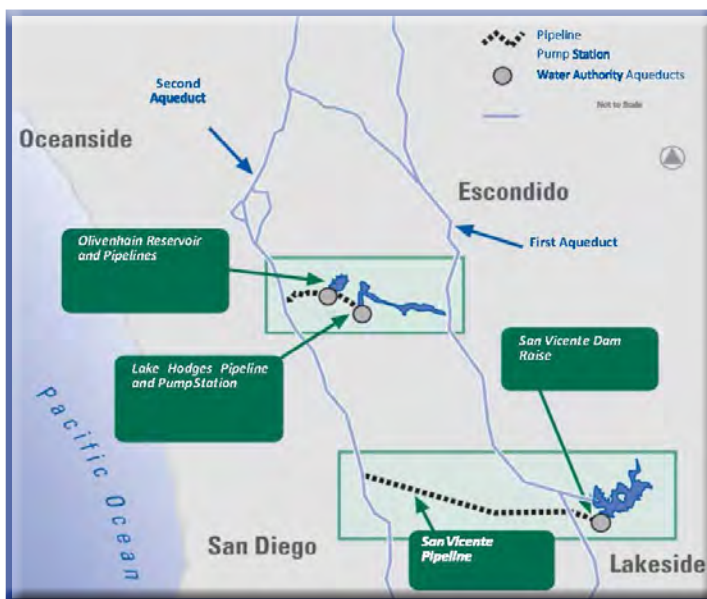 Pipeline
Pump Station
Water Authority Aqueducts
Not to Scale
Second
Aqueduct
Oceanside
Escondido
Olivenhain Reservoir
and Pipelines
First Aqueduct
San Vicente Dam
Raise
Lake Hodges Pipeline
and PumpStation
Pacific Ocean
San Diego
San Vicente
Pipeline
Lakeside